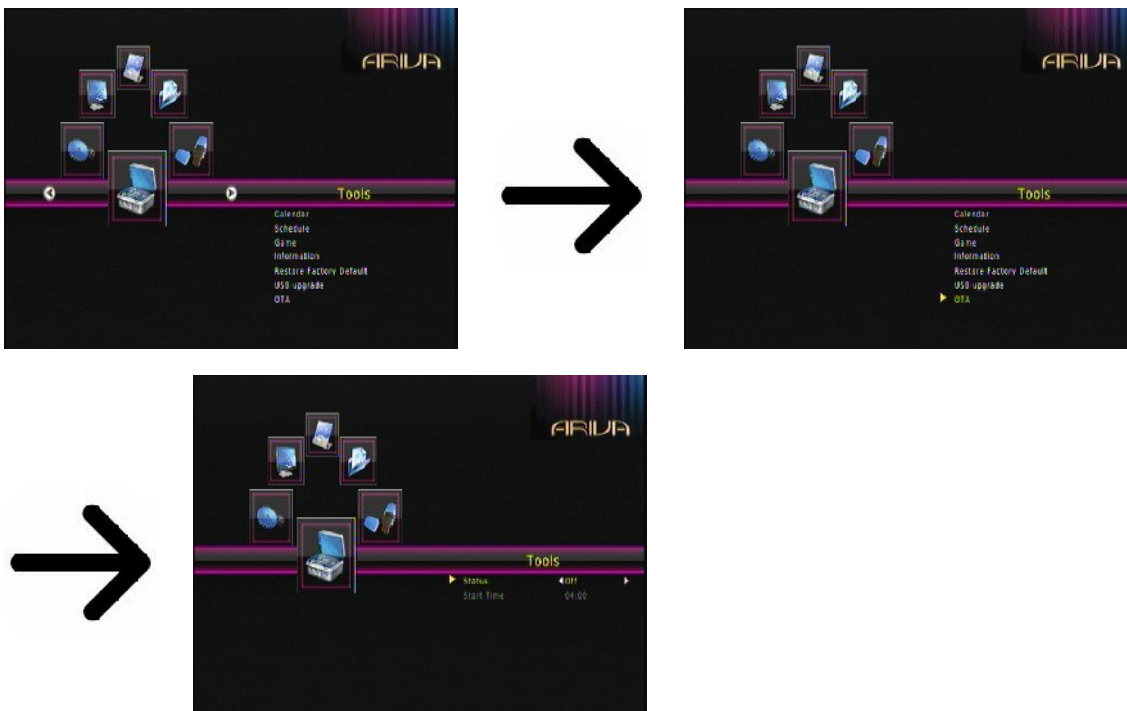 ARIVA
Tools
Calendar
Schedule
Game
Information
Restore Factory Default
USB upgrade
OTA
ARIVA
Tools
Calendar
Schedule
Game
Information
Restore Factory Default
USB upgrade
OTA
ARIVA
Tools
Status Off
Start Time 04:00